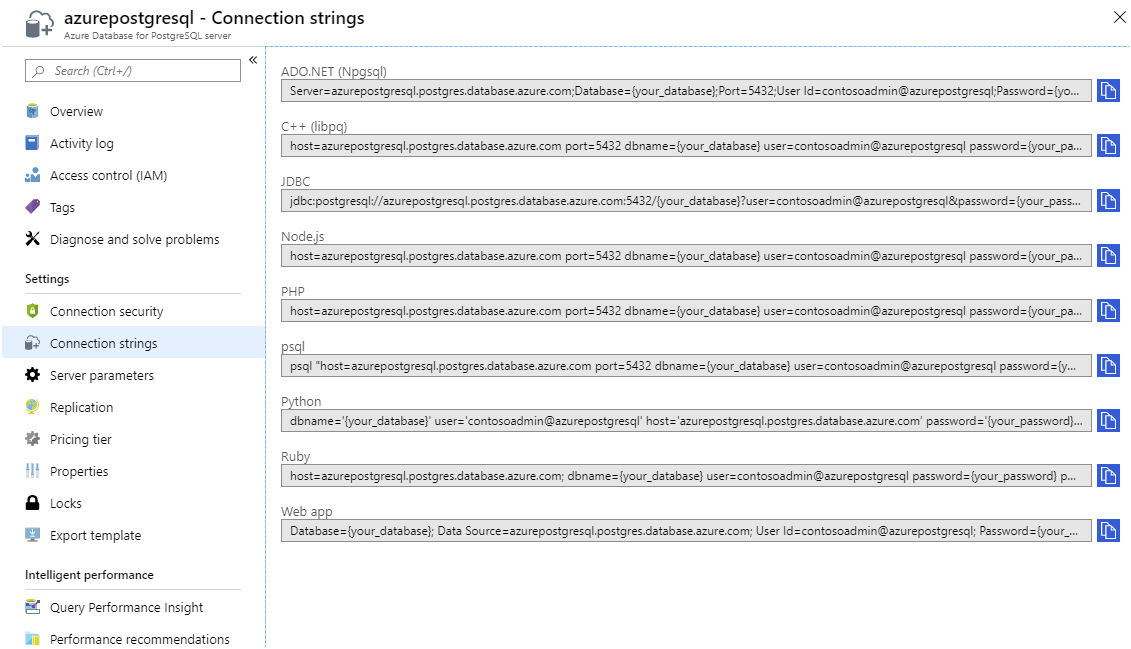 azurepostgresql - Connection strings
Azure Database for PostgreSQL server
Search (Ctrl+/)
Overview
Activity log
Access control (IAM)
Tags
Diagnose and solve problems
Settings
Connection security
Connection strings
Server parameters
Replication
Pricing tier
Properties
Locks
Export template
Intelligent performance
Query Performance Insight
Performance recommendations
ADO.NET (Npgsql)
Server=azurepostgresql.postgres.database.azure.com;Database={your_database};Port=5432;User Id=contosoadmin@azurepostgresql;Password={yo...
C++ (libpq)
host=azurepostgresql.postgres.database.azure.com port=5432 dbname={your_database} user=contosoadmin@azurepostgresql password={your_pa...
JDBC
jdbc:postgresql://azurepostgresql.postgres.database.azure.com:5432/{your_database}?user=contosoadmin@azurepostgresql&password={your_pass...
Node.js
host=azurepostgresql.postgres.database.azure.com port=5432 dbname={your_database} user=contosoadmin@azurepostgresql password={your_pa...
PHP
host=azurepostgresql.postgres.database.azure.com port=5432 dbname={your_database} user=contosoadmin@azurepostgresql password={your_pa...
psql
psql "host=azurepostgresql.postgres.database.azure.com port=5432 dbname={your_database} user=contosoadmin@azurepostgresql password={y...
Python
dbname='{your_database}' user='contosoadmin@azurepostgresql' host='azurepostgresql.postgres.database.azure.com' password='{your_password}...
Ruby
host=azurepostgresql.postgres.database.azure.com; dbname={your_database} user=contosoadmin@azurepostgresql password={your_password} p...
Web app
Database={your_database}; Data Source=azurepostgresql.postgres.database.azure.com; User Id=contosoadmin@azurepostgresql; Password={your_...